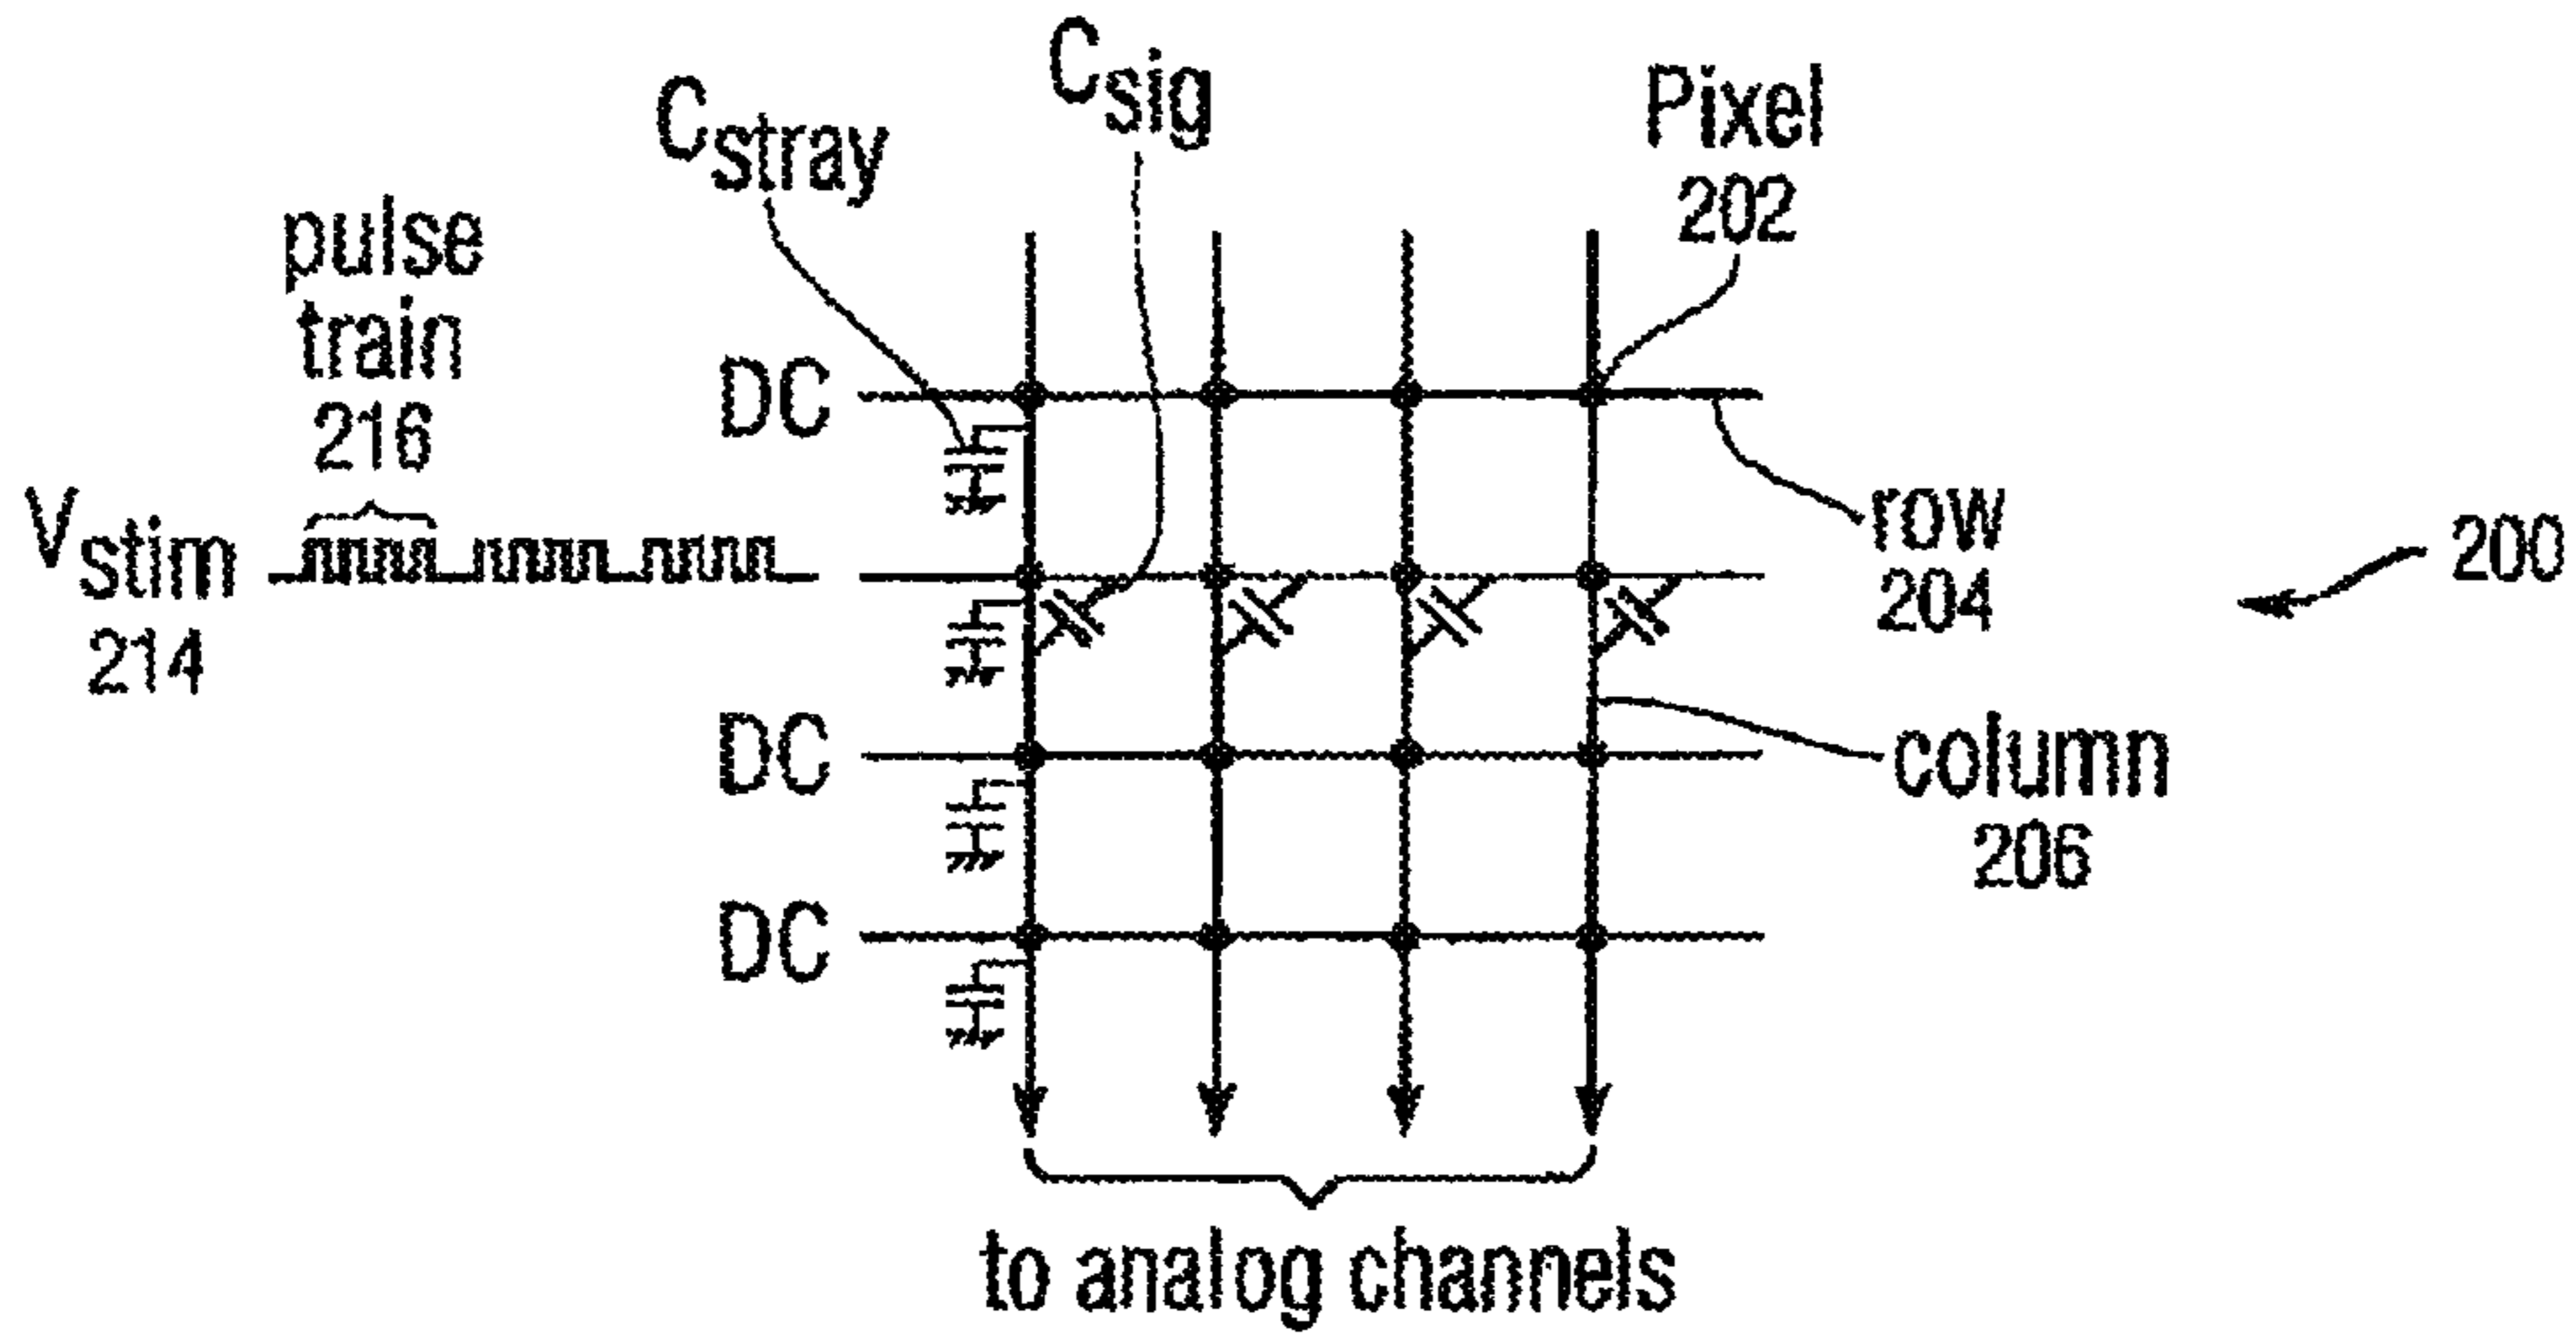 Csig
Cstray
Pixel
202
pulse
train
216
DC
Vstim
214
row
204
200
DC
column
206
DC
to analog channels